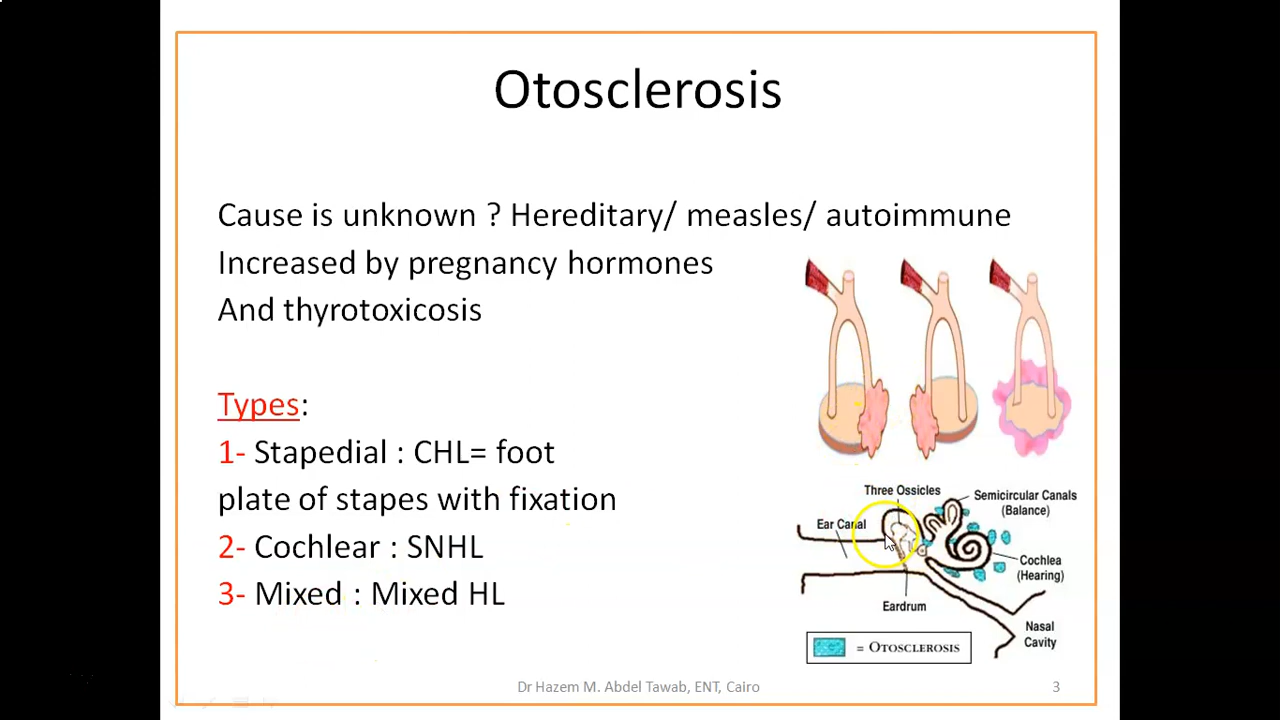 Otosclerosis
Cause is unknown ? Hereditary/ measles/ autoimmune
Increased by pregnancy hormones
And thyrotoxicosis
Types:
1- Stapedial : CHL= foot
plate of stapes with fixation
2- Cochlear : SNHL
3- Mixed : Mixed HL
Three Ossicles
Semicircular Canals
(Balance)
Ear Canal
Cochlea
(Hearing)
Eardrum
Nasal
Cavity
= OTOSCLEROSIS
Dr Hazem M. Abdel Tawab, ENT, Cairo
3